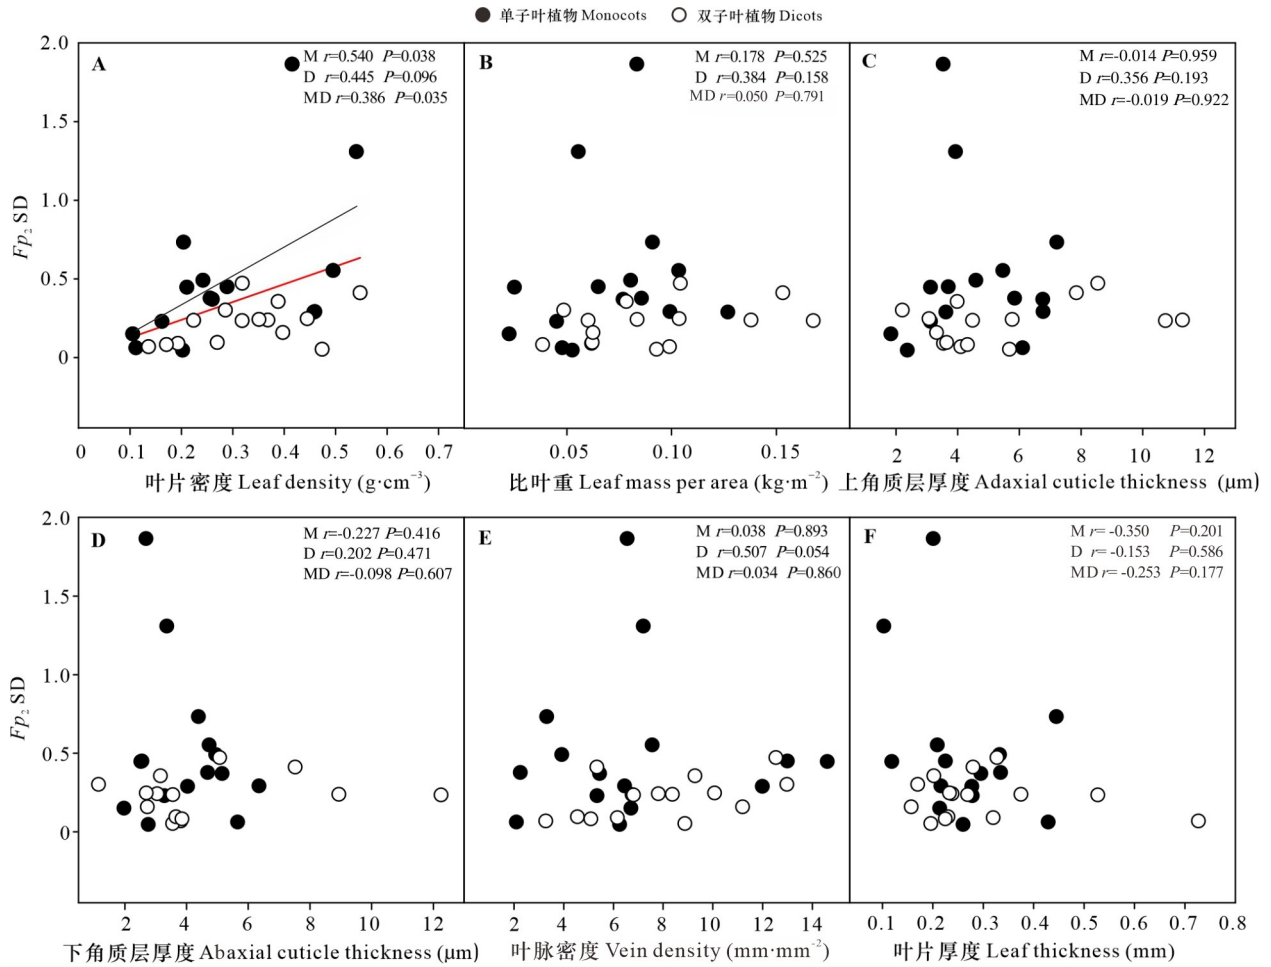 单子叶植物 Monocots 双子叶植物 Dicots
A
M r=0.540 P=0.038
D r=0.445 P=0.096
MD r=0.386 P=0.035
B
M r=0.178 P=0.525
D r=0.384 P=0.158
MD r=0.050 P=0.791
C
M r=-0.014 P=0.959
D r=0.356 P=0.193
MD r=-0.019 P=0.922
2.0
1.5
1.0
0.5
0
Fp₂ SD
0 0.1 0.2 0.3 0.4 0.5 0.6 0.7
0.05 0.10 0.15
2 4 6 8 10 12
叶片密度 Leaf density (g·cm⁻³)
比叶重 Leaf mass per area (kg·m⁻²)
上角质层厚度 Adaxial cuticle thickness (μm)
D
M r=-0.227 P=0.416
D r=0.202 P=0.471
MD r=-0.098 P=0.607
E
M r=0.038 P=0.893
D r=0.507 P=0.054
MD r=0.034 P=0.860
F
M r= -0.350 P=0.201
D r= -0.153 P=0.586
MD r= -0.253 P=0.177
2.0
1.5
1.0
0.5
0
Fp₂ SD
2 4 6 8 10 12
2 4 6 8 10 12 14
0.1 0.2 0.3 0.4 0.5 0.6 0.7 0.8
下角质层厚度 Abaxial cuticle thickness (μm)
叶脉密度 Vein density (mm·mm⁻²)
叶片厚度 Leaf thickness (mm)